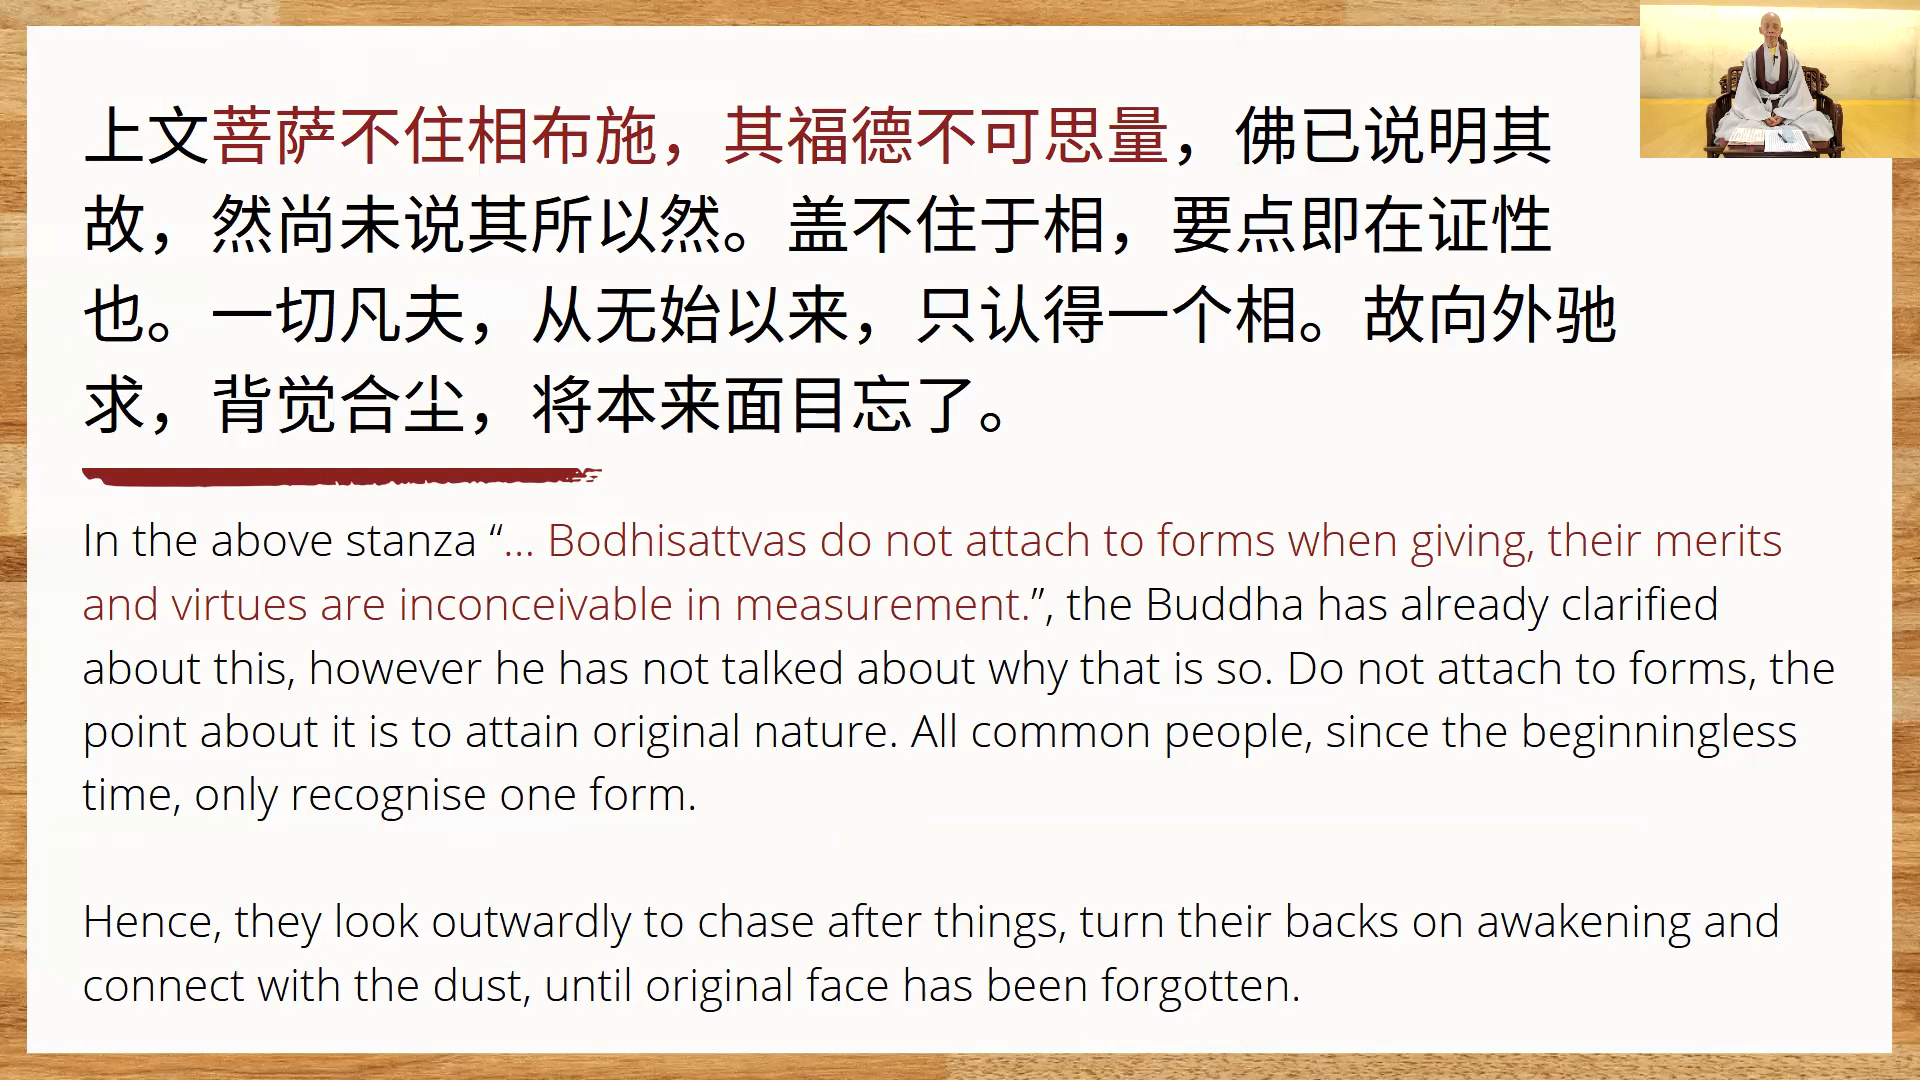 上文菩萨不住相布施，其福德不可思量，佛已说明其
故，然尚未说其所以然。盖不住于相，要点即在证性
也。一切凡夫，从无始以来，只认得一个相。故向外驰
求，背觉合尘，将本来面目忘了。
In the above stanza “... Bodhisattvas do not attach to forms when giving, their merits
and virtues are inconceivable in measurement.”, the Buddha has already clarified
about this, however he has not talked about why that is so. Do not attach to forms, the
point about it is to attain original nature. All common people, since the beginningless
time, only recognise one form.
Hence, they look outwardly to chase after things, turn their backs on awakening and
connect with the dust, until original face has been forgotten.